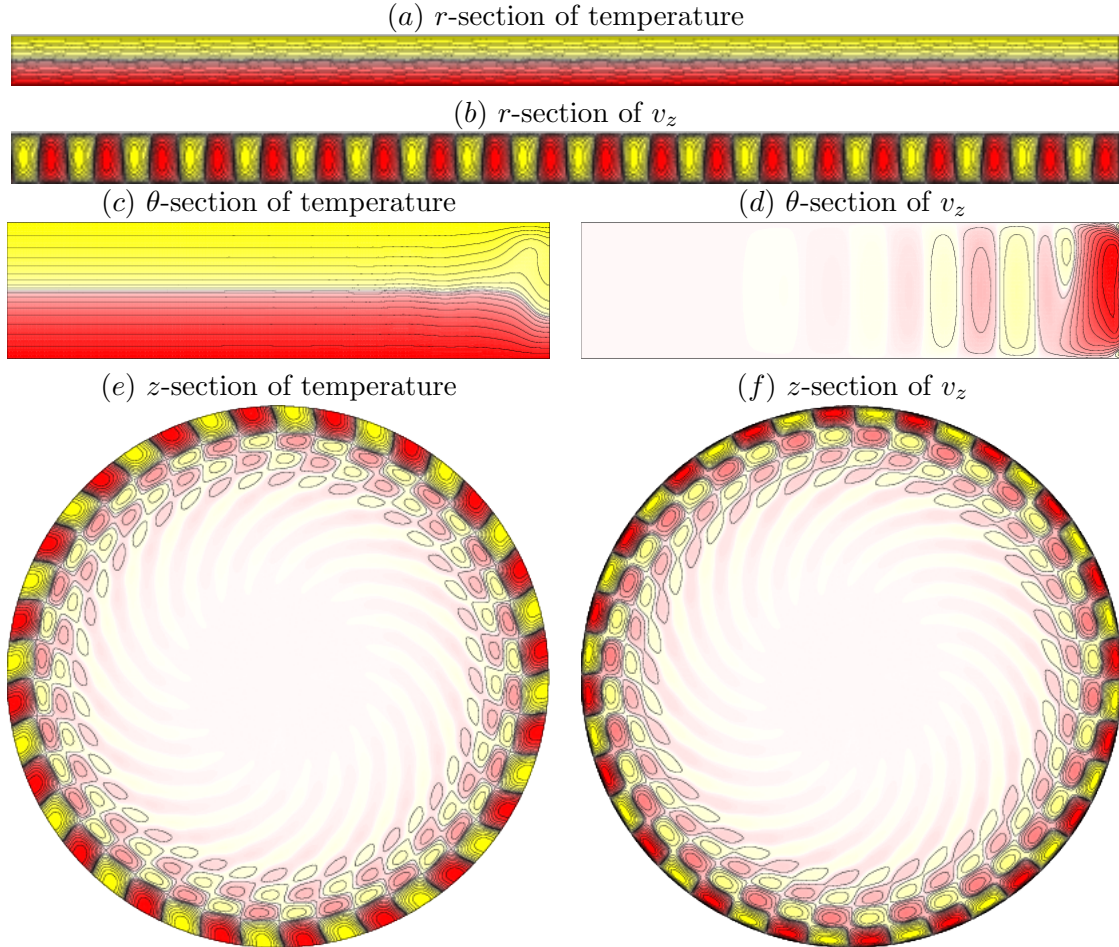 (a) r-section of temperature
(b) r-section of v_z
(c) θ-section of temperature
(d) θ-section of v_z
(e) z-section of temperature
(f) z-section of v_z